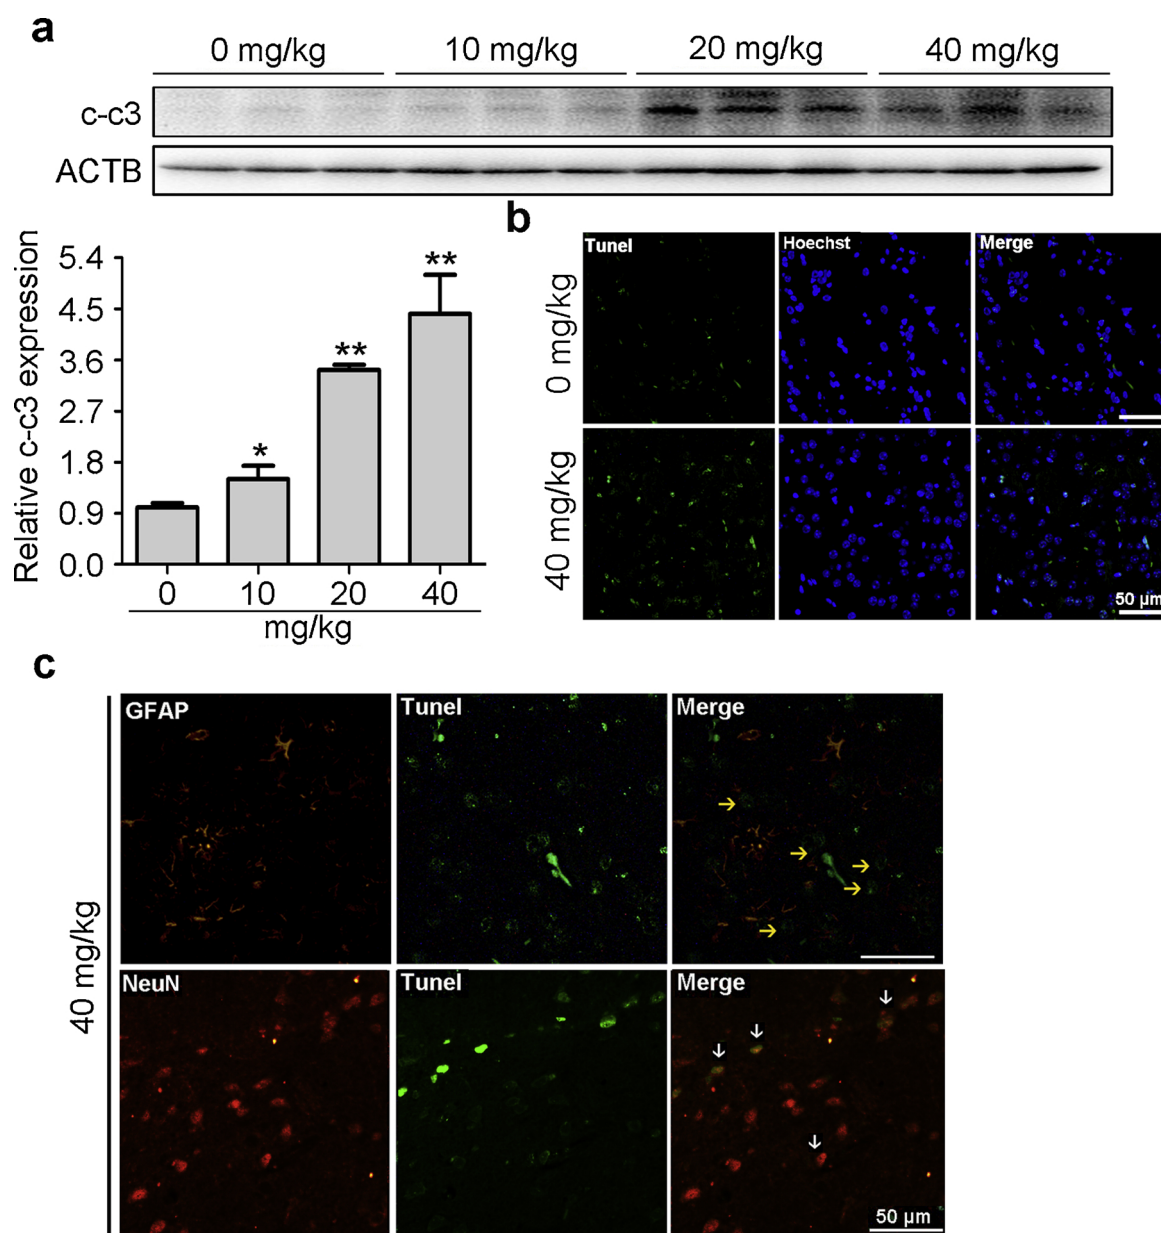 a
0 mg/kg 10 mg/kg 20 mg/kg 40 mg/kg
c-c3
ACTB
Relative c-c3 expression
5.4
4.5
3.6
2.7
1.8
0.9
0.0
* ** **
0 10 20 40
mg/kg
b
Tunel Hoechst Merge
0 mg/kg
40 mg/kg
50 µm
c
40 mg/kg
GFAP Tunel Merge
NeuN Tunel Merge
50 µm